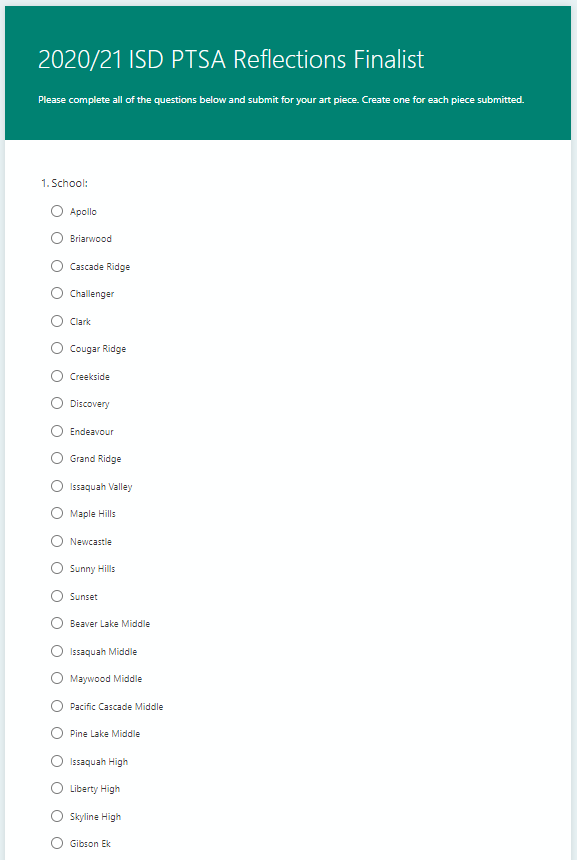 2020/21 ISD PTSA Reflections Finalist
Please complete all of the questions below and submit for your art piece. Create one for each piece submitted.
1. School:
Apollo
Briarwood
Cascade Ridge
Challenger
Clark
Cougar Ridge
Creekside
Discovery
Endeavour
Grand Ridge
Issaquah Valley
Maple Hills
Newcastle
Sunny Hills
Sunset
Beaver Lake Middle
Issaquah Middle
Maywood Middle
Pacific Cascade Middle
Pine Lake Middle
Issaquah High
Liberty High
Skyline High
Gibson Ek